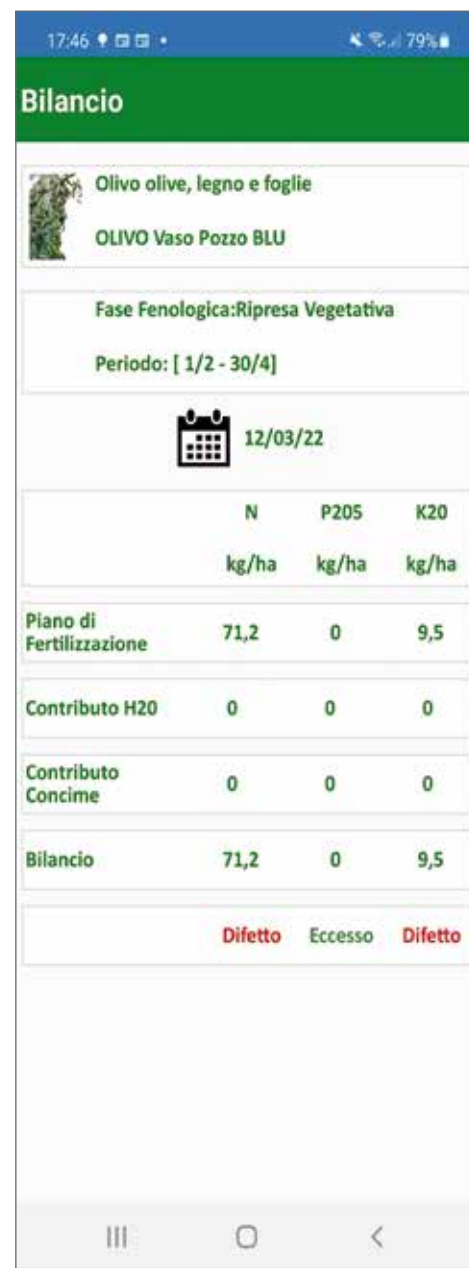 17:46 79%
Bilancio
Olivo olive, legno e foglie
OLIVO Vaso Pozzo BLU
Fase Fenologica:Ripresa Vegetativa
Periodo: [ 1/2 - 30/4]
12/03/22
N P205 K20
kg/ha kg/ha kg/ha
Piano di
Fertilizzazione 71,2 0 9,5
Contributo H20 0 0 0
Contributo
Concime 0 0 0
Bilancio 71,2 0 9,5
Difetto Eccesso Difetto